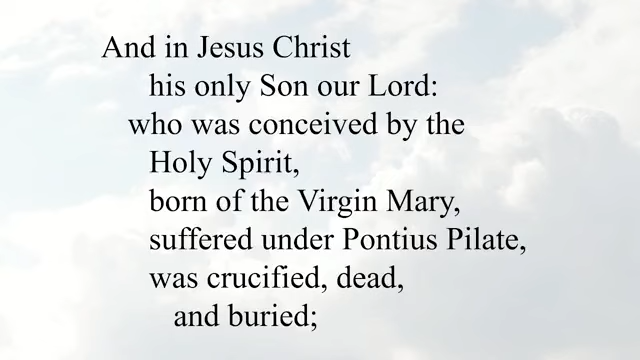 And in Jesus Christ
his only Son our Lord:
who was conceived by the
Holy Spirit,
born of the Virgin Mary,
suffered under Pontius Pilate,
was crucified, dead,
and buried;